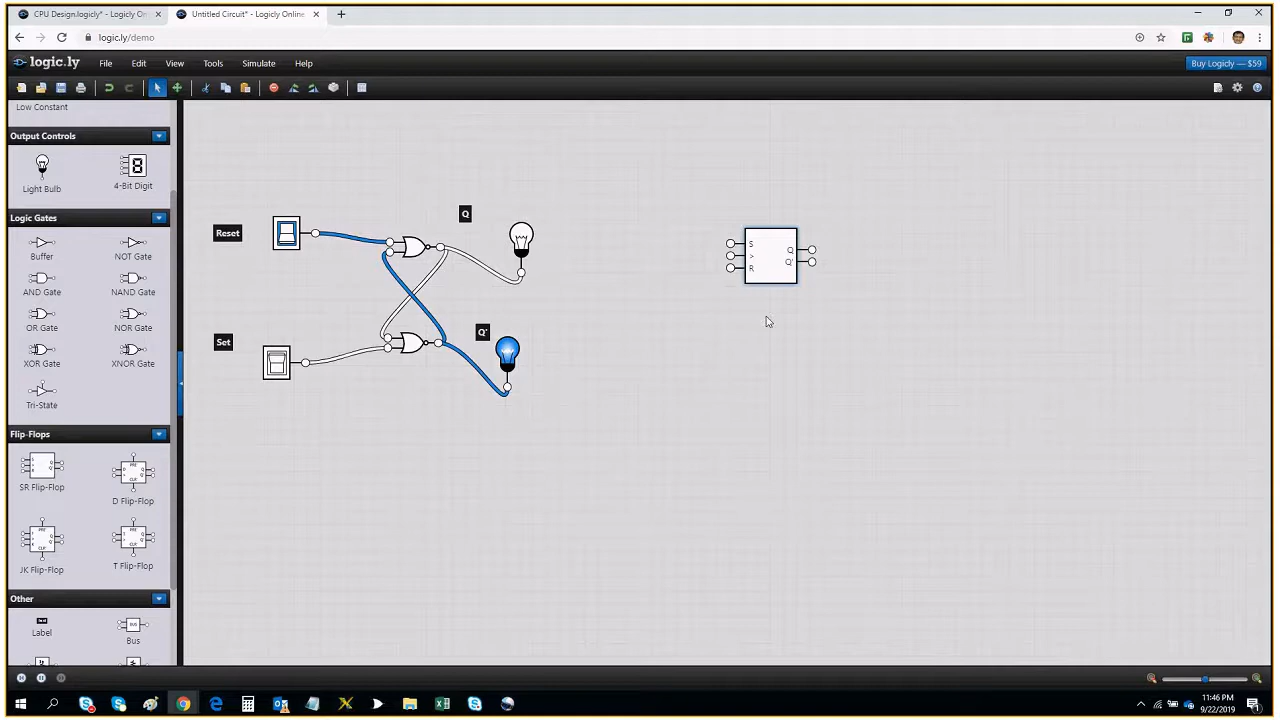 CPU Design.logicly* - Logicly On
Untitled Circuit* - Logicly Online
logic.ly/demo
logic.ly
File
Edit
View
Tools
Simulate
Help
Buy Logicly — $59
Low Constant
Output Controls
Light Bulb
4-Bit Digit
Logic Gates
Buffer
NOT Gate
AND Gate
NAND Gate
OR Gate
NOR Gate
XOR Gate
XNOR Gate
Tri-State
Flip-Flops
SR Flip-Flop
D Flip-Flop
JK Flip-Flop
T Flip-Flop
Other
Label
Bus
Reset
Q
Set
Q'
S
>
R
Q
Q'
11:46 PM
9/22/2019